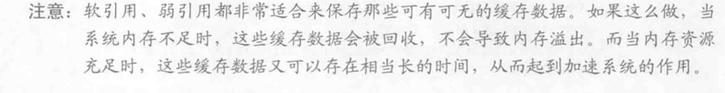 注意：软引用、弱引用都非常适合来保存那些可有可无的缓存数据。如果这么做，当
系统内存不足时，这些缓存数据会被回收，不会导致内存溢出。而当内存资源
充足时，这些缓存数据又可以存在相当长的时间，从而起到加速系统的作用。